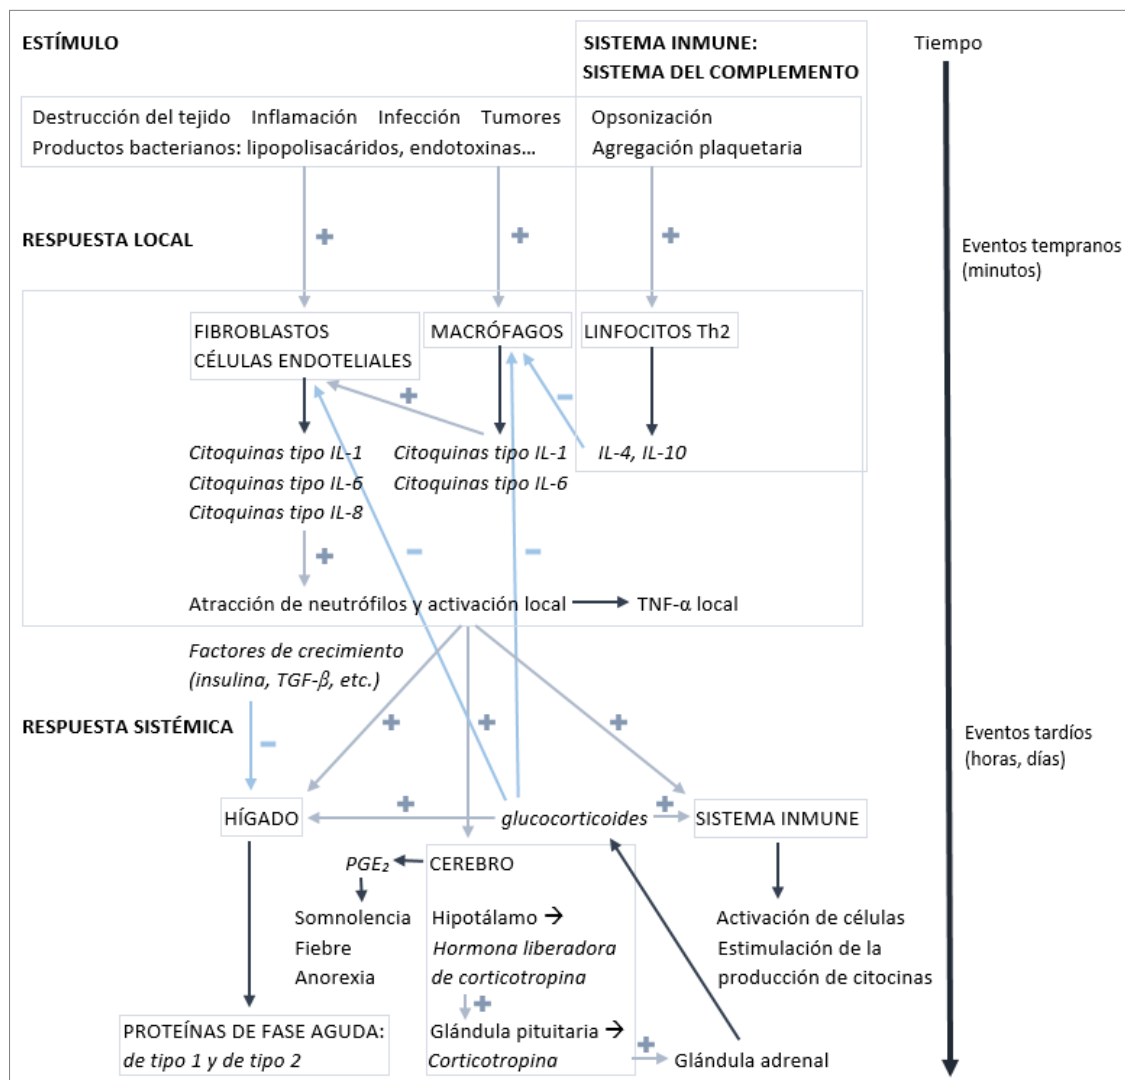 ESTÍMULO
SISTEMA INMUNE:
SISTEMA DEL COMPLEMENTO
Tiempo
Destrucción del tejido Inflamación Infección Tumores
Productos bacterianos: lipopolisacáridos, endotoxinas...
Opsonización
Agregación plaquetaria
+ + +
RESPUESTA LOCAL
Eventos tempranos
(minutos)
FIBROBLASTOS
CÉLULAS ENDOTELIALES
MACRÓFAGOS
LINFOCITOS Th2
+ −
Citoquinas tipo IL-1
Citoquinas tipo IL-6
Citoquinas tipo IL-8
Citoquinas tipo IL-1
Citoquinas tipo IL-6
IL-4, IL-10
+ − −
Atracción de neutrófilos y activación local
TNF-α local
Factores de crecimiento
(insulina, TGF-β, etc.)
RESPUESTA SISTÉMICA
− + + +
Eventos tardíos
(horas, días)
HÍGADO
+
glucocorticoides
+
SISTEMA INMUNE
PGE₂
CEREBRO
Somnolencia
Fiebre
Anorexia
Hipotálamo →
Hormona liberadora
de corticotropina
+
Glándula pituitaria →
Corticotropina
+
Glándula adrenal
Activación de células
Estimulación de la
producción de citocinas
PROTEÍNAS DE FASE AGUDA:
de tipo 1 y de tipo 2